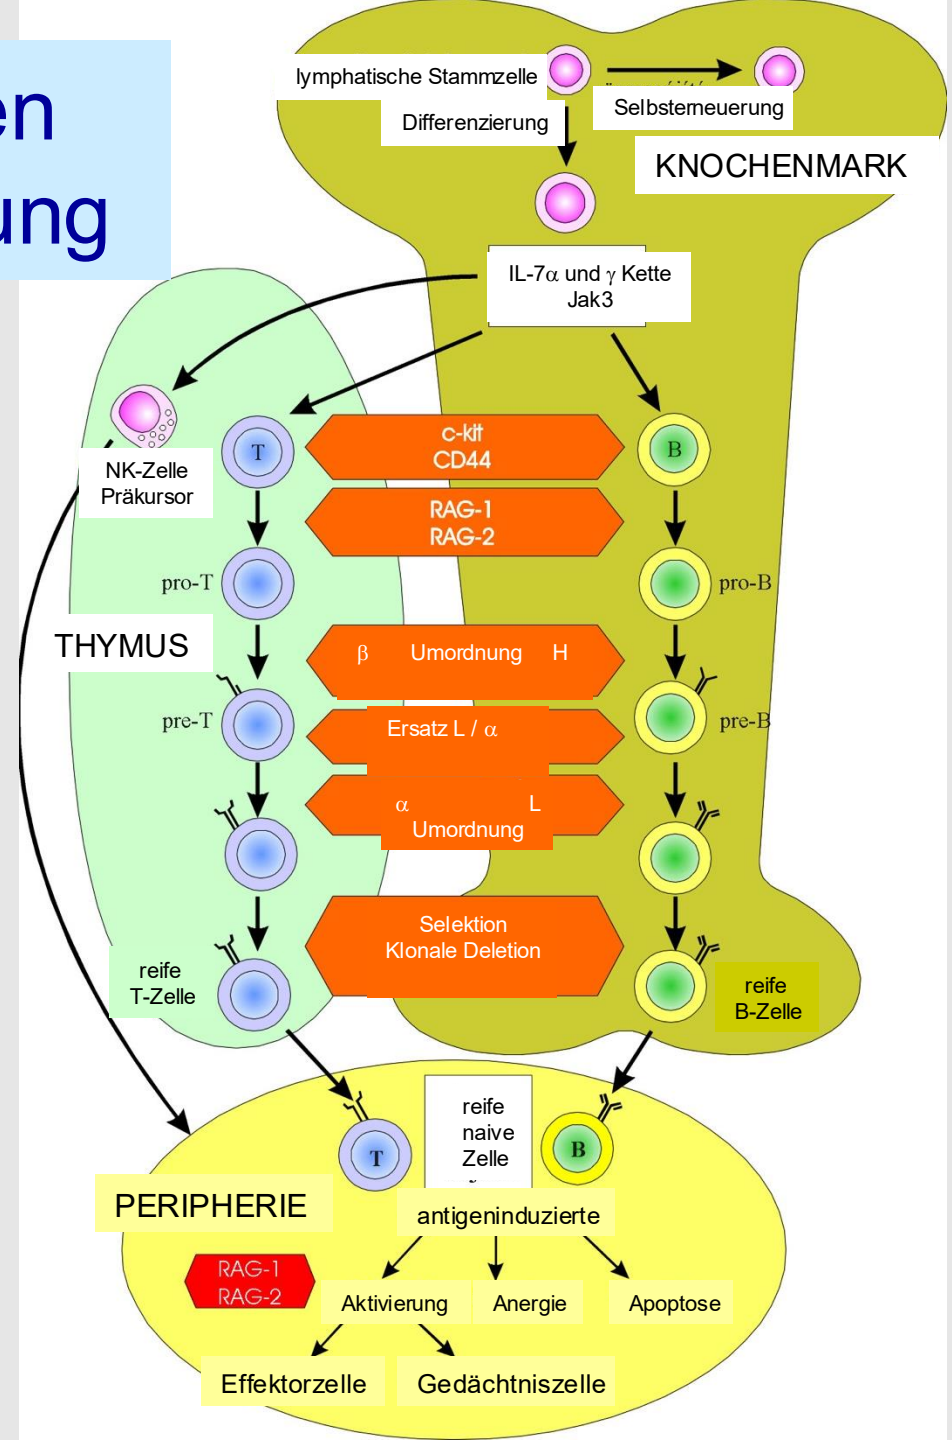 en
ung
lymphatische Stammzelle
Selbsterneuerung
Differenzierung
KNOCHENMARK
IL-7α und γ Kette
Jak3
NK-Zelle
Präkursor
T
c-kit
CD44
B
RAG-1
RAG-2
pro-T
pro-B
THYMUS
β Umordnung H
pre-T
Ersatz L / α
pre-B
α L
Umordnung
Selektion
Klonale Deletion
reife
T-Zelle
reife
B-Zelle
reife
naive
Zelle
T
B
PERIPHERIE
antigeninduzierte
RAG-1
RAG-2
Aktivierung
Anergie
Apoptose
Effektorzelle
Gedächtniszelle